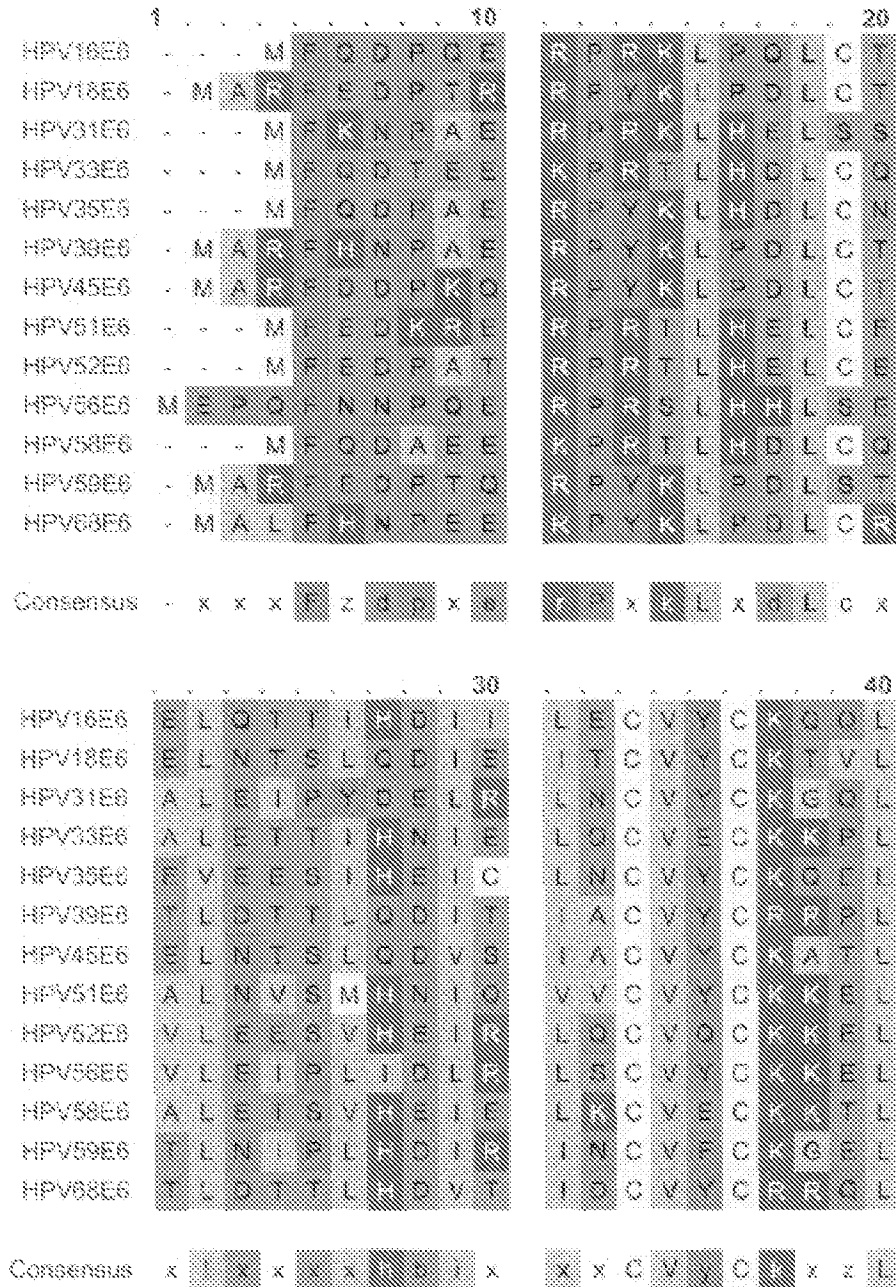 1 10 20
HPV16E6 - - - M F Q D P Q E R P R K L P Q L C T
HPV18E6 - M A R F E D P T R R P Y K L P D L C T
HPV31E6 - - - M F K N P A E R P R K L H E L S S
HPV33E6 - - - M F Q D T E E K P R T L H D L C Q
HPV35E6 - - - M F Q D P A E R P Y K L H D L C N
HPV39E6 - M A R F H N P A E R P Y K L P D L C T
HPV45E6 - M A R F D D P K Q R P Y K L P D L C T
HPV51E6 - - - M F E D K R E R P R T L H E L C E
HPV52E6 - - - M F E D P A T R P R T L H E L C E
HPV56E6 M E P Q F N N P Q E R P R S L H H L S E
HPV58E6 - - - M F Q D A E E K P R T L H D L C Q
HPV59E6 - M A R F E D P T Q R P Y K L P D L S T
HPV68E6 - M A L F H N P E E R P Y K L P D L C R
Consensus - x x x F z d p x e r P x K L x d L c x
30 40
HPV16E6 E L Q T T I H D I I L E C V Y C K Q Q L
HPV18E6 E L N T S L Q D I E I T C V Y C K T V L
HPV31E6 A L E I P Y D E L R L N C V Y C K G Q L
HPV33E6 A L E T T I H N I E L Q C V E C K K P L
HPV35E6 E V E E S I H E I C L N C V Y C K Q E L
HPV39E6 T L D T T L Q D I T I A C V Y C R R P L
HPV45E6 E L N T S L Q D V S I A C V Y C K A T L
HPV51E6 A L N V S M H N I Q V V C V Y C K K E L
HPV52E6 V L E E S V H E I R L Q C V Q C K K E L
HPV56E6 V L E I P L I D L R L S C V Y C K K E L
HPV58E6 A L E T S V H E I E L K C V E C K K T L
HPV59E6 T L N I P L H D I R I N C V F C K G E L
HPV68E6 T L D T T L H D V T I D C V Y C R R Q L
Consensus x L x x x x H D I x x x C V Y C K x z L